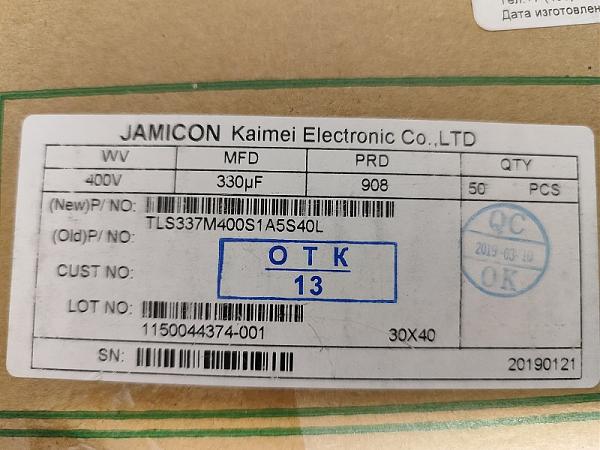 Дата изготовлен
JAMICON Kaimei Electronic Co.,LTD
WV MFD PRD QTY
400V 330µF 908 50 PCS
(New)P/ NO:
TLS337M400S1A5S40L
(Old)P/ NO:
О Т К
13
QC
2019-03-10
OK
CUST NO:
LOT NO:
1150044374-001 30X40
SN: 20190121